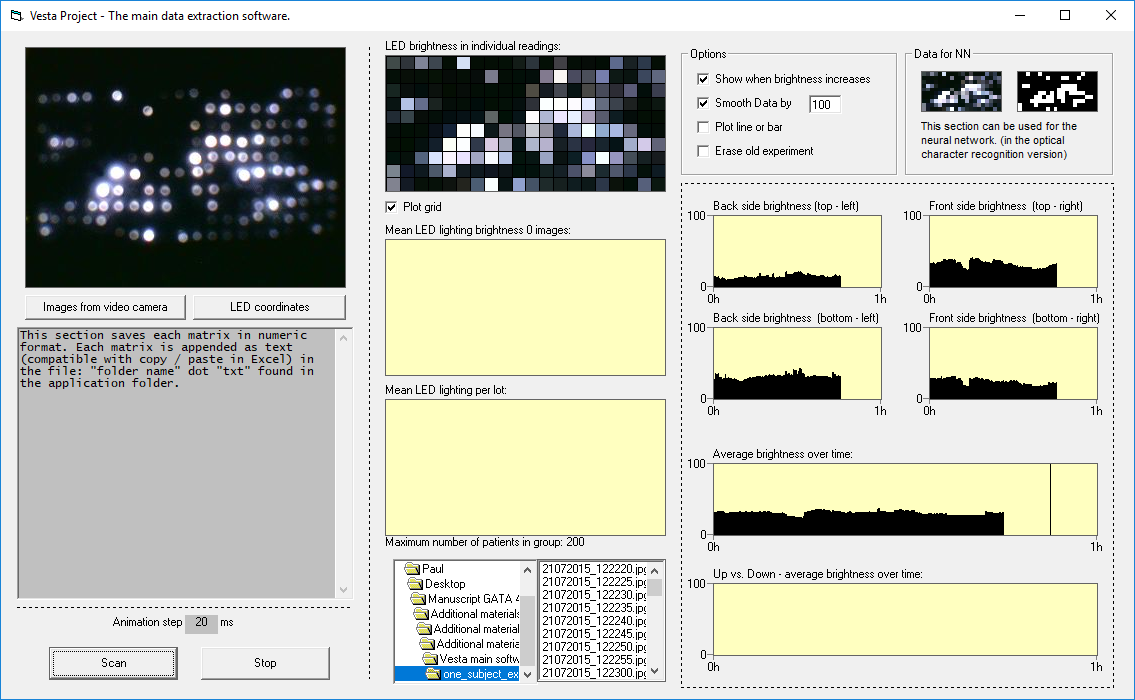 Vesta Project - The main data extraction software.
Images from video camera
LED coordinates
This section saves each matrix in numeric
format. Each matrix is appended as text
(compatible with copy / paste in Excel) in
the file: "folder name" dot "txt" found in
the application folder.
Animation step 20 ms
Scan
Stop
LED brightness in individual readings:
Plot grid
Mean LED lighting brightness 0 images:
Mean LED lighting per lot:
Maximum number of patients in group: 200
Paul
Desktop
Manuscript GATA 4
Additional materials
Additional material
Additional materia
Vesta main softw
one_subject_ex
21072015_122220.jpg
21072015_122225.jpg
21072015_122230.jpg
21072015_122235.jpg
21072015_122240.jpg
21072015_122245.jpg
21072015_122250.jpg
21072015_122255.jpg
21072015_122300.jpg
Options
Show when brightness increases
Smooth Data by 100
Plot line or bar
Erase old experiment
Data for NN
This section can be used for the
neural network. (in the optical
character recognition version)
Back side brightness (top - left)
100
0
0h 1h
Front side brightness (top - right)
100
0
0h 1h
Back side brightness (bottom - left)
100
0
0h 1h
Front side brightness (bottom - right)
100
0
0h 1h
Average brightness over time:
100
0
0h 1h
Up vs. Down - average brightness over time:
100
0
0h 1h